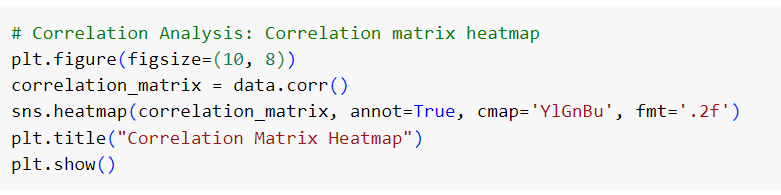 # Correlation Analysis: Correlation matrix heatmap
plt.figure(figsize=(10, 8))
correlation_matrix = data.corr()
sns.heatmap(correlation_matrix, annot=True, cmap='YlGnBu', fmt='.2f')
plt.title("Correlation Matrix Heatmap")
plt.show()